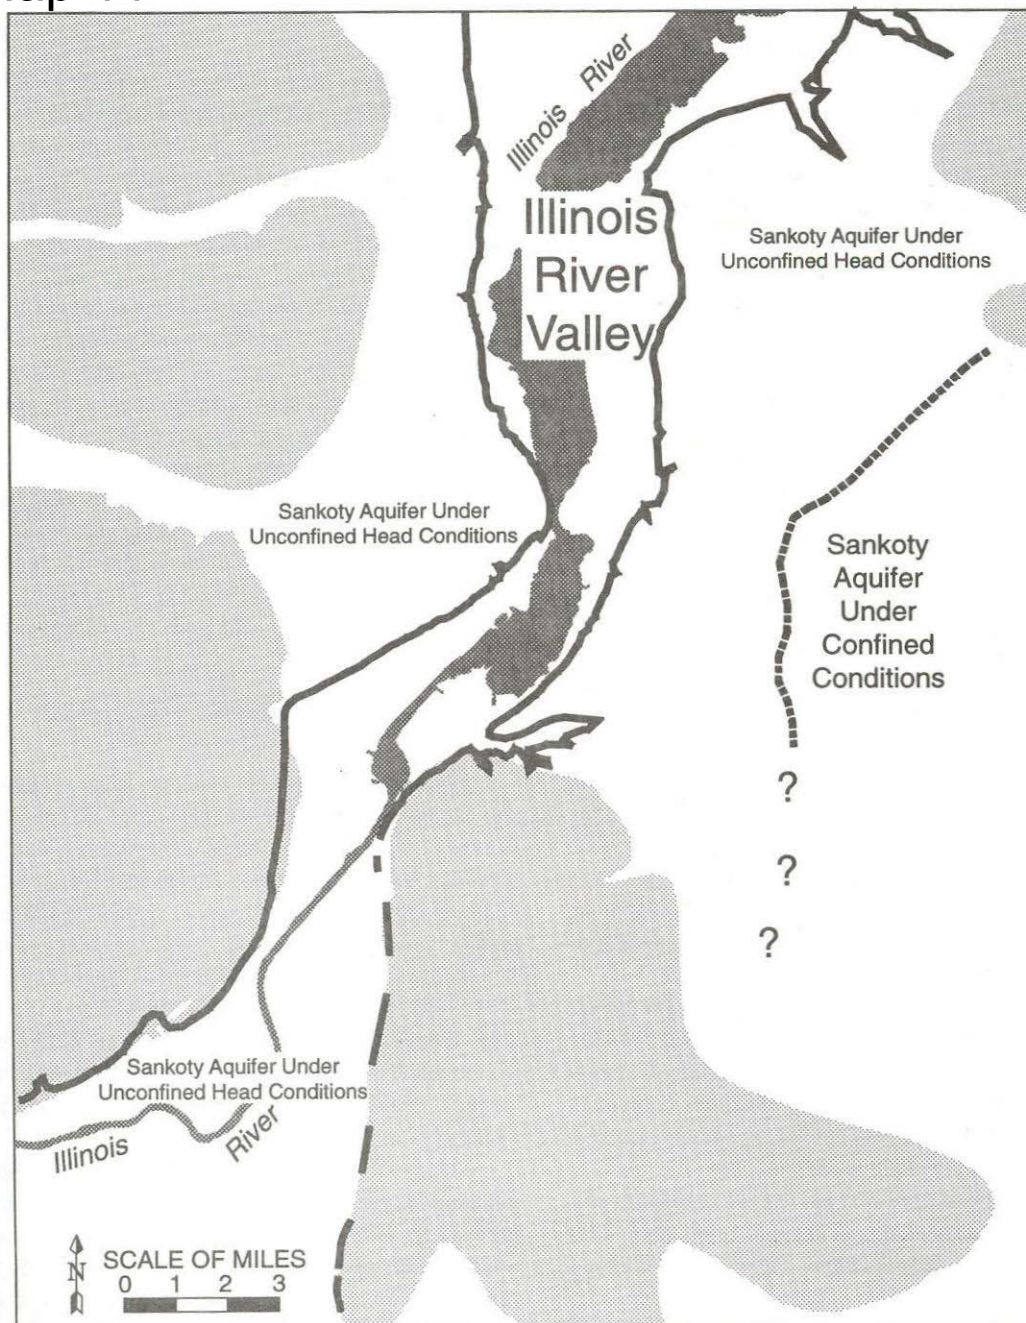 Illinois River
Illinois
River
Valley
Sankoty Aquifer Under
Unconfined Head Conditions
Sankoty Aquifer Under
Unconfined Head Conditions
Sankoty
Aquifer
Under
Confined
Conditions
?
?
?
Sankoty Aquifer Under
Unconfined Head Conditions
Illinois River
SCALE OF MILES
N
0 1 2 3